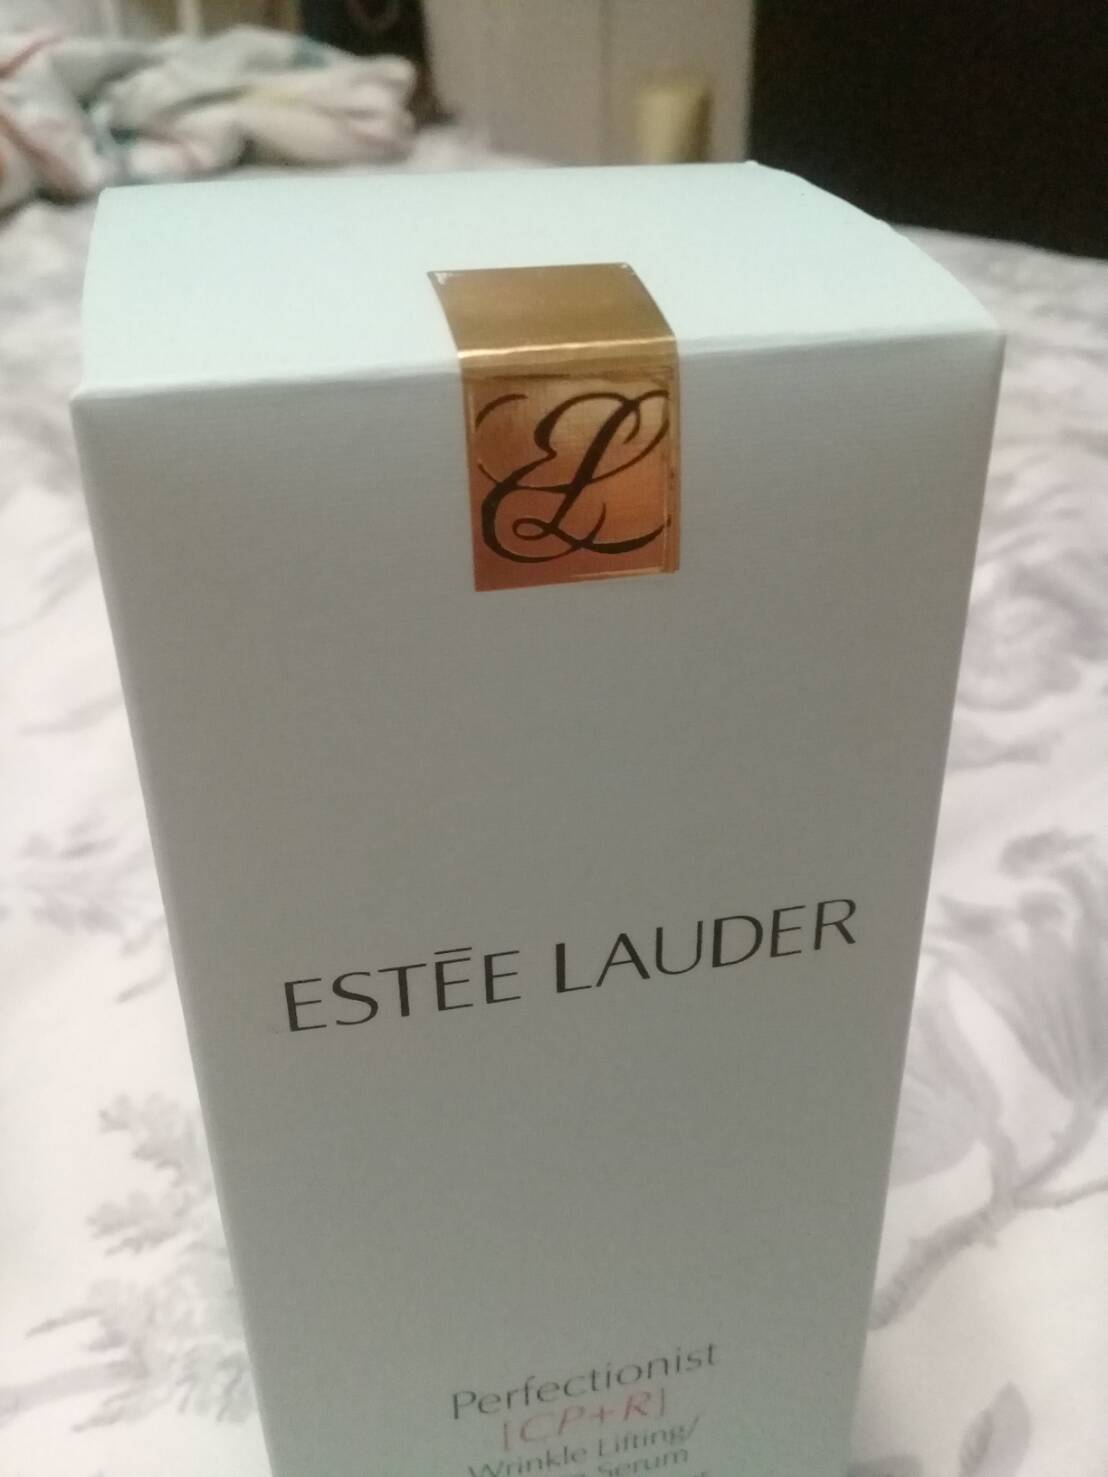 EL
ESTĒE LAUDER
Perfectionist
[CP+R]
Wrinkle Lifting/
Serum